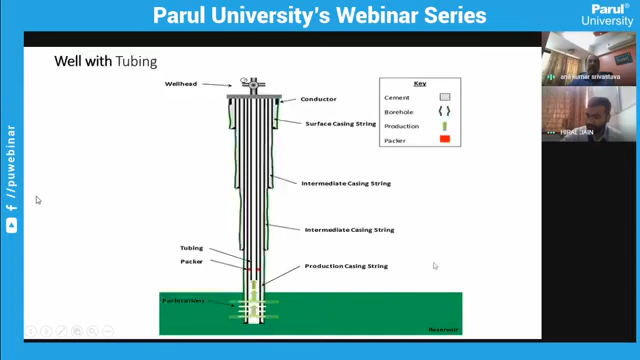 Parul University's Webinar Series
Parul®
University
Well with Tubing
Wellhead
Conductor
Surface Casing String
Intermediate Casing String
Intermediate Casing String
Tubing
Packer
Production Casing String
Perforations
Reservoir
Key
Cement
Borehole
Production
Packer
anil kumar srivastava
HIRAL JAIN
//puwebinar